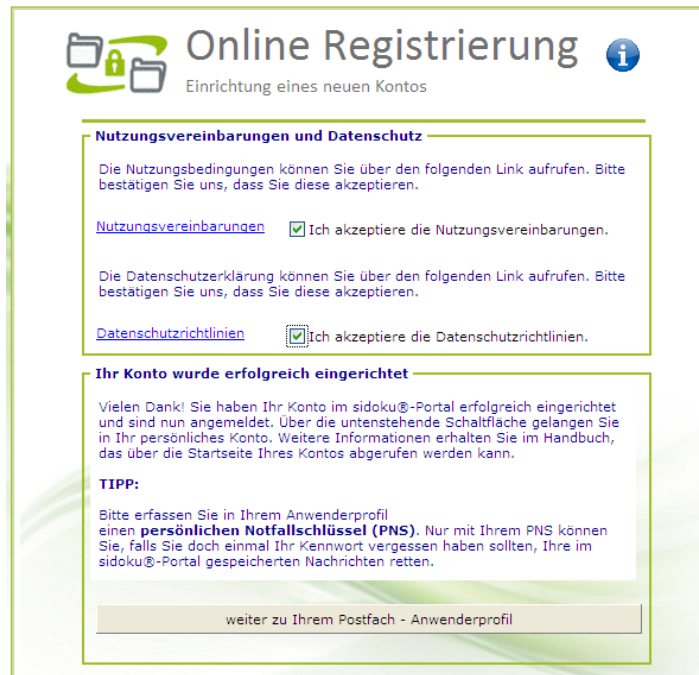 Online Registrierung
Einrichtung eines neuen Kontos
Nutzungsvereinbarungen und Datenschutz
Die Nutzungsbedingungen können Sie über den folgenden Link aufrufen. Bitte
bestätigen Sie uns, dass Sie diese akzeptieren.
Nutzungsvereinbarungen Ich akzeptiere die Nutzungsvereinbarungen.
Die Datenschutzerklärung können Sie über den folgenden Link aufrufen. Bitte
bestätigen Sie uns, dass Sie diese akzeptieren.
Datenschutzrichtlinien Ich akzeptiere die Datenschutzrichtlinien.
Ihr Konto wurde erfolgreich eingerichtet
Vielen Dank! Sie haben Ihr Konto im sidoku®-Portal erfolgreich eingerichtet
und sind nun angemeldet. Über die untenstehende Schaltfläche gelangen Sie
in Ihr persönliches Konto. Weitere Informationen erhalten Sie im Handbuch,
das über die Startseite Ihres Kontos abgerufen werden kann.
TIPP:
Bitte erfassen Sie in Ihrem Anwenderprofil
einen persönlichen Notfallschlüssel (PNS). Nur mit Ihrem PNS können
Sie, falls Sie doch einmal Ihr Kennwort vergessen haben sollten, Ihre im
sidoku®-Portal gespeicherten Nachrichten retten.
weiter zu Ihrem Postfach - Anwenderprofil